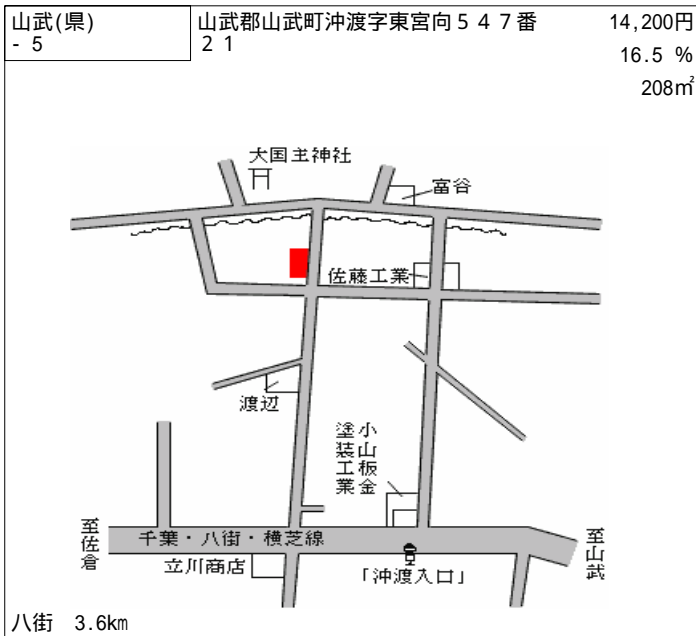 山武(県)
- 5
山武郡山武町沖渡字東宮向５４７番
２１
14,200円
16.5 %
208㎡
大国主神社
富谷
佐藤工業
渡辺
小山板金
塗装工業
至佐倉
千葉・八街・横芝線
至山武
立川商店
「沖渡入口」
八街 3.6km